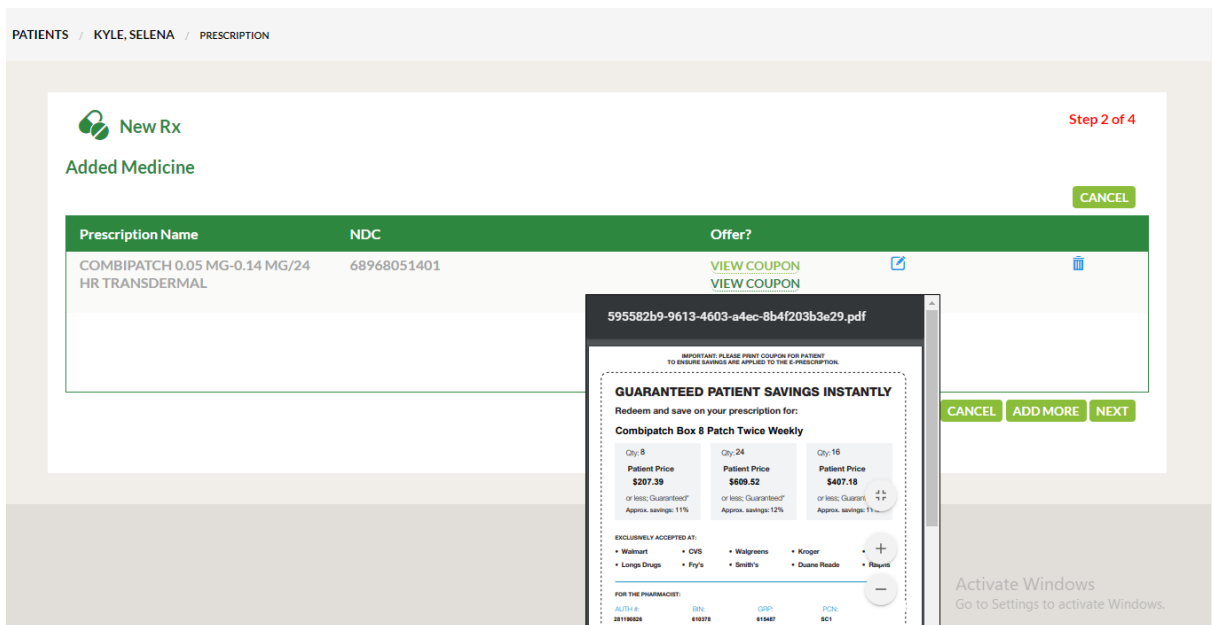 PATIENTS / KYLE, SELENA / PRESCRIPTION
New Rx
Step 2 of 4
Added Medicine
CANCEL
Prescription Name NDC Offer?
COMBIPATCH 0.05 MG-0.14 MG/24 68968051401 VIEW COUPON
HR TRANSDERMAL VIEW COUPON
595582b9-9613-4603-a4ec-8b4f203b3e29.pdf
IMPORTANT: PLEASE PRINT COUPON FOR PATIENT
TO ENSURE SAVINGS ARE APPLIED TO THE E-PRESCRIPTION.
GUARANTEED PATIENT SAVINGS INSTANTLY
Redeem and save on your prescription for:
CANCEL ADD MORE NEXT
Combipatch Box 8 Patch Twice Weekly
Qty: 8 Qty: 24 Qty: 16
Patient Price Patient Price Patient Price
$207.39 $609.52 $407.18
or less; Guaranteed* or less; Guaranteed* or less;
Approx. savings: 11% Approx. savings: 12% Approx. savings:
EXCLUSIVELY ACCEPTED AT:
• Walmart • CVS • Walgreens • Kroger
• Longs Drugs • Fry's • Smith's • Duane Reade • Ralphs
FOR THE PHARMACIST:
AUTH #: BIN: GRP: PCN:
281190826 610378 615487 SC1
Activate Windows
Go to Settings to activate Windows.